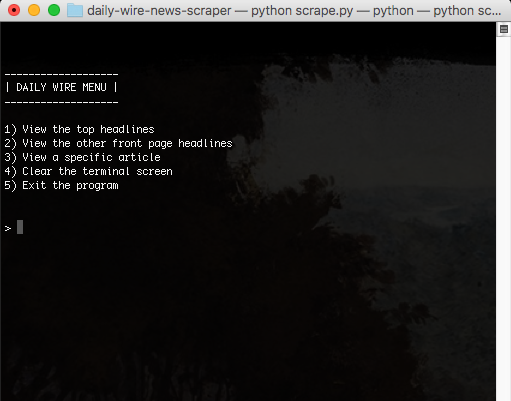 daily-wire-news-scraper — python scrape.py — python — python sc...
-------------------
| DAILY WIRE MENU |
-------------------
1) View the top headlines
2) View the other front page headlines
3) View a specific article
4) Clear the terminal screen
5) Exit the program
>